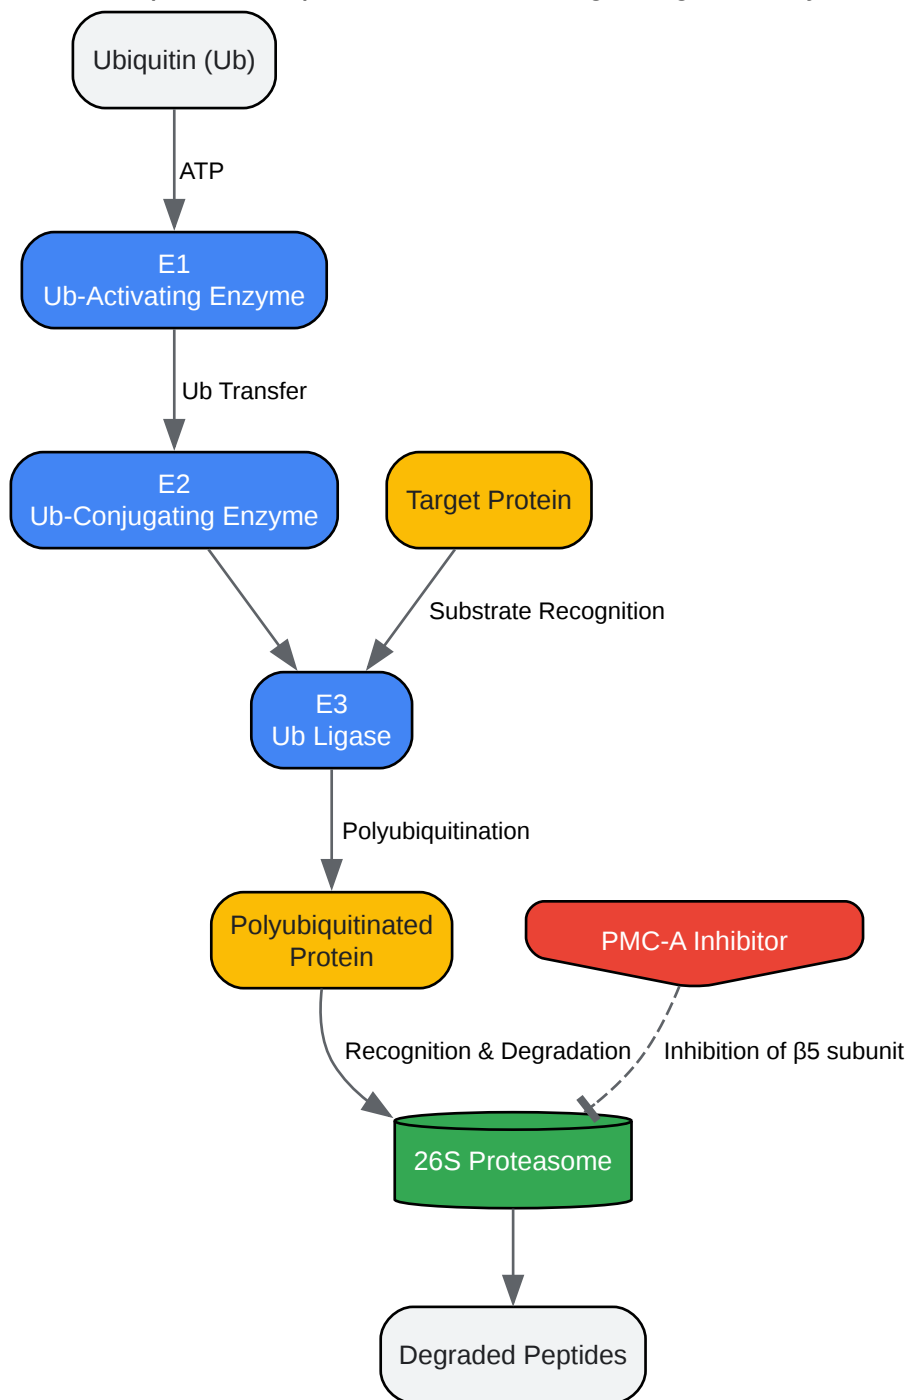 Ubiquitin (Ub)
ATP
E1
Ub-Activating Enzyme
Ub Transfer
E2
Ub-Conjugating Enzyme
Target Protein
Substrate Recognition
E3
Ub Ligase
Polyubiquitination
Polyubiquitinated
Protein
PMC-A Inhibitor
Recognition & Degradation
Inhibition of β5 subunit
26S Proteasome
Degraded Peptides